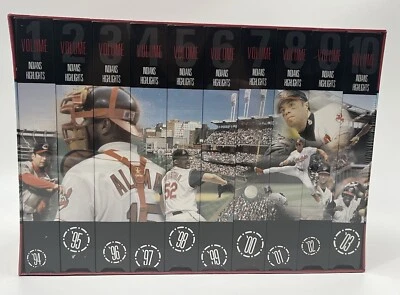 1 2 3 4 5 6 7 8 9 10
VOLUME VOLUME VOLUME VOLUME VOLUME VOLUME VOLUME VOLUME VOLUME VOLUME
INDIANS INDIANS INDIANS INDIANS INDIANS INDIANS INDIANS INDIANS INDIANS INDIANS
HIGHLIGHTS HIGHLIGHTS HIGHLIGHTS HIGHLIGHTS HIGHLIGHTS HIGHLIGHTS HIGHLIGHTS HIGHLIGHTS HIGHLIGHTS HIGHLIGHTS
52
'94 '95 '96 '97 '98 '99 '00 '01 '02 '03